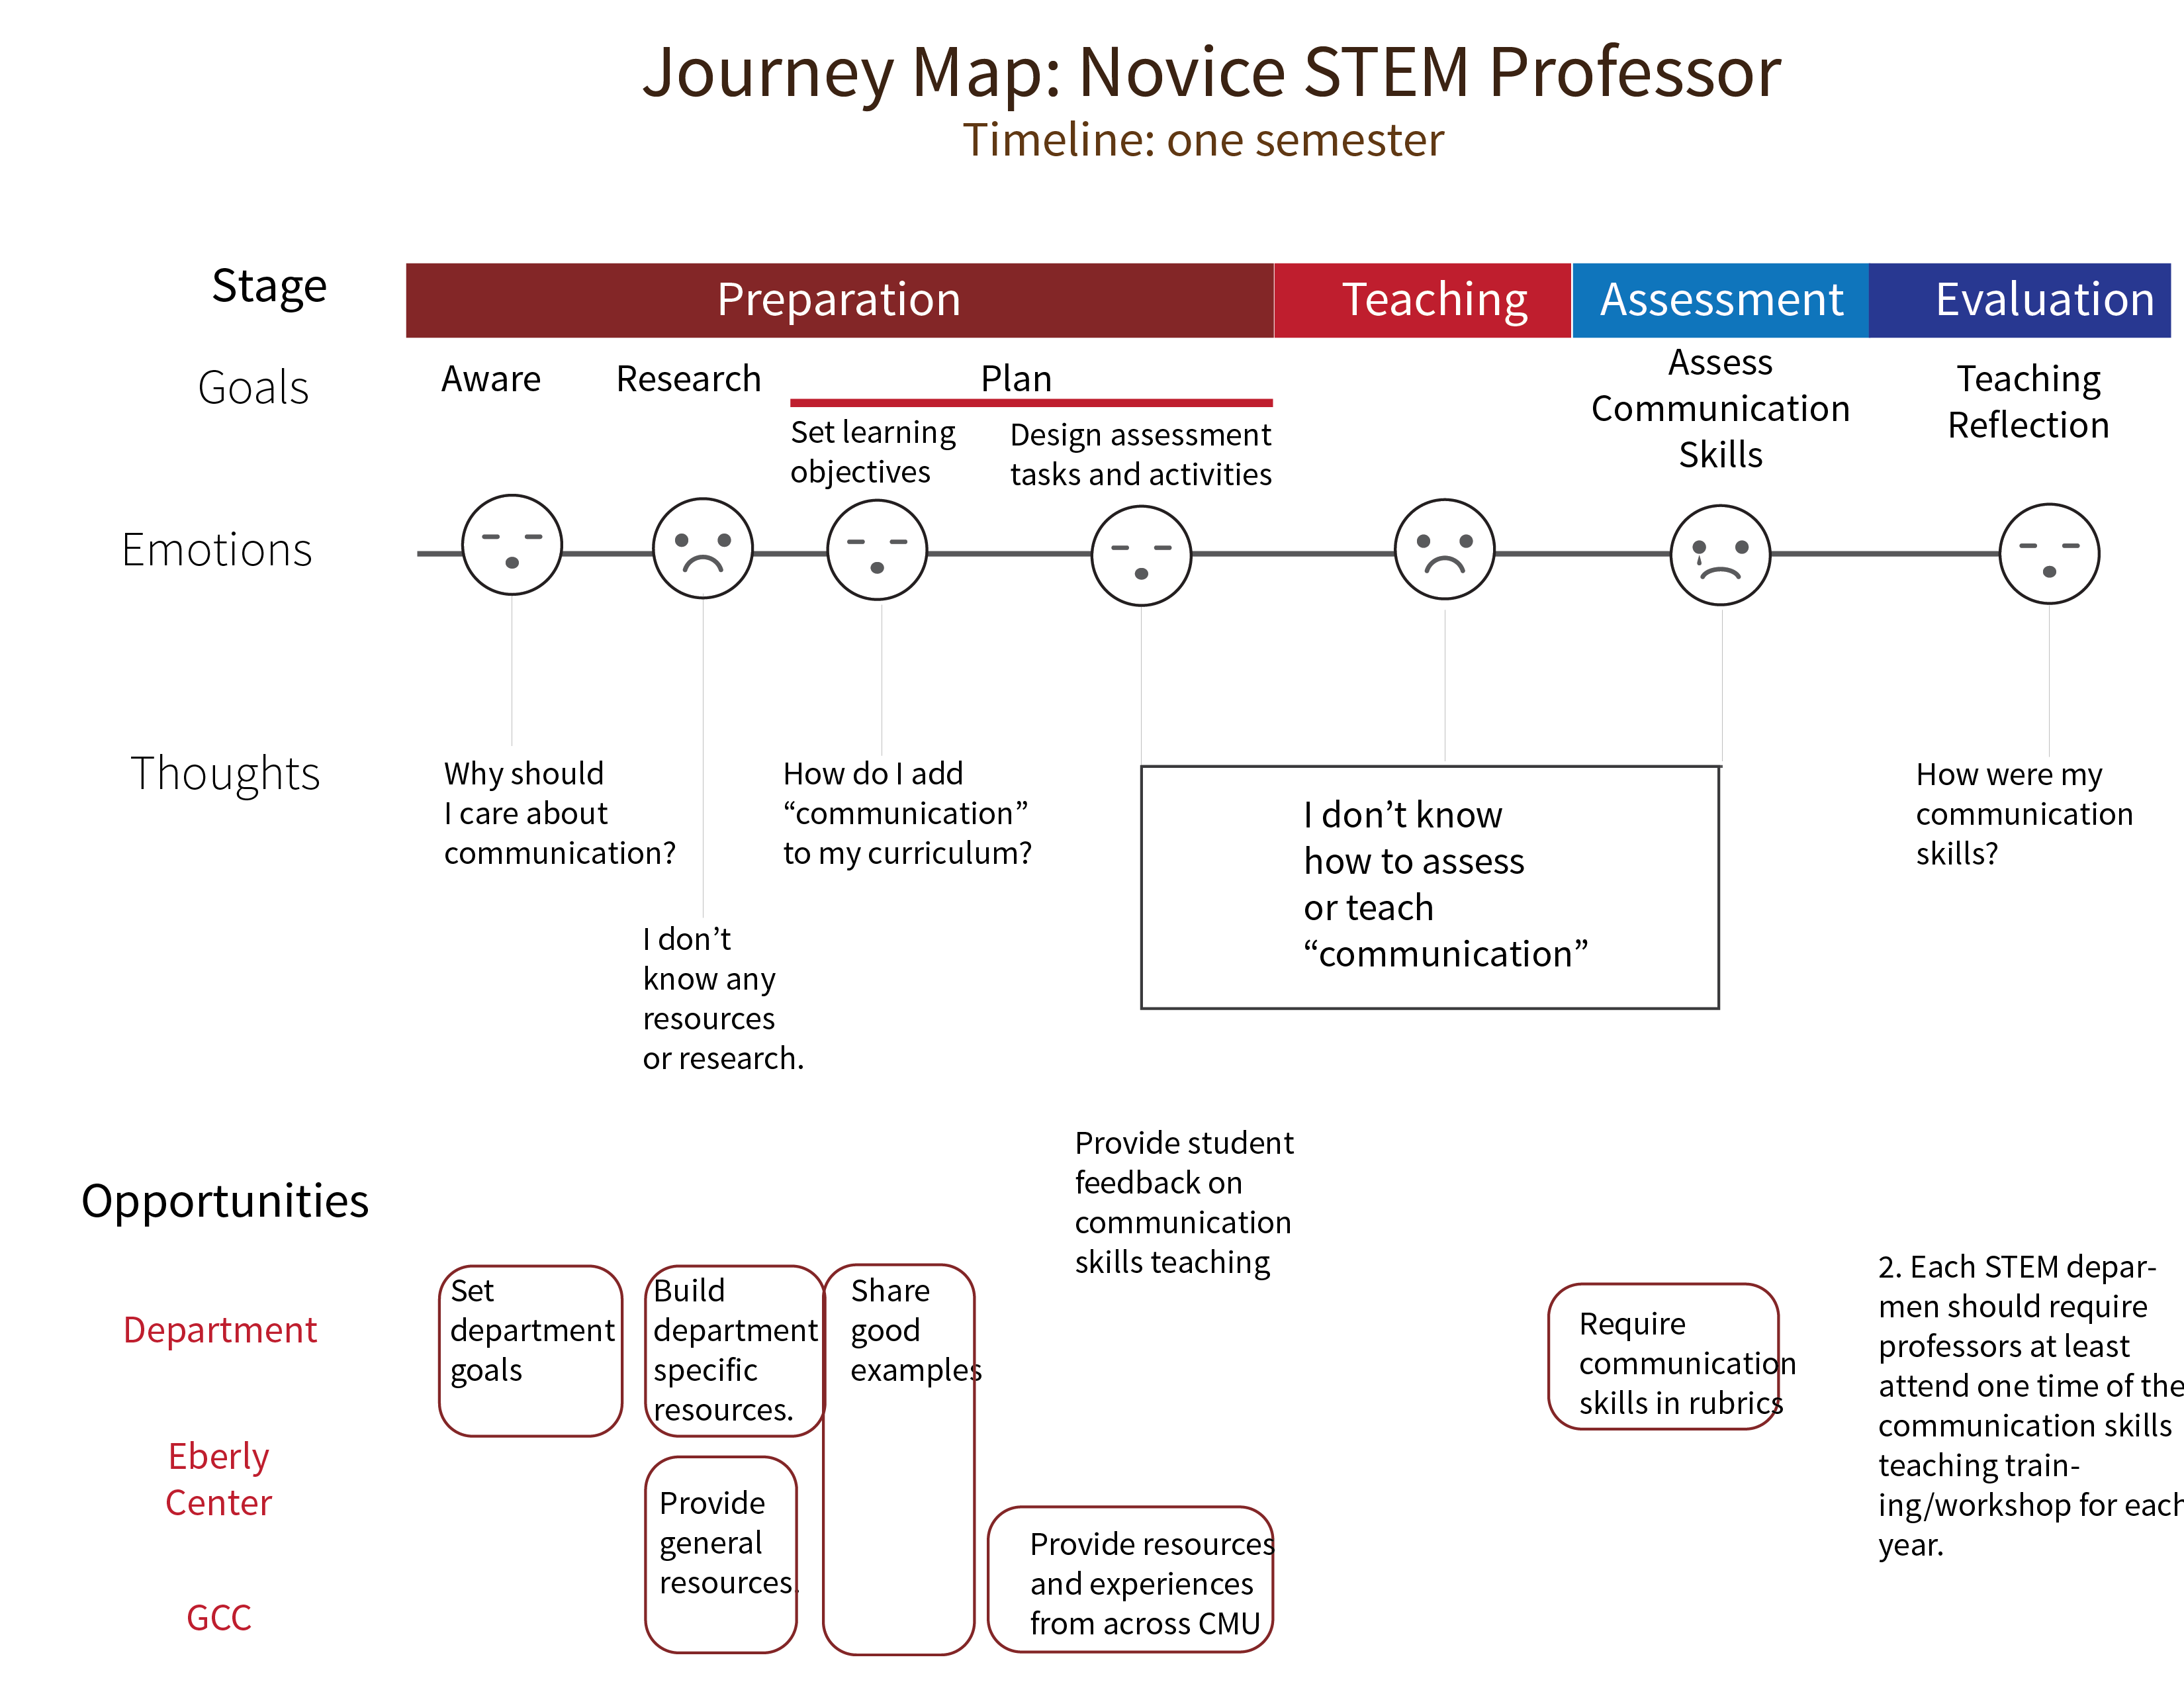 Journey Map: Novice STEM Professor
Timeline: one semester
Stage
Preparation
Teaching
Assessment
Evaluation
Goals
Aware
Research
Plan
Set learning
objectives
Design assessment
tasks and activities
Assess
Communication
Skills
Teaching
Reflection
Emotions
Thoughts
Why should
I care about
communication?
I don’t
know any
resources
or research.
How do I add
“communication”
to my curriculum?
I don’t know
how to assess
or teach
“communication”
How were my
communication
skills?
Opportunities
Provide student
feedback on
communication
skills teaching
Department
Set
department
goals
Build
department
specific
resources.
Share
good
examples
Require
communication
skills in rubrics
2. Each STEM depar-
men should require
professors at least
attend one time of the
communication skills
teaching train-
ing/workshop for each
year.
Eberly
Center
Provide
general
resources.
Provide resources
and experiences
from across CMU
GCC